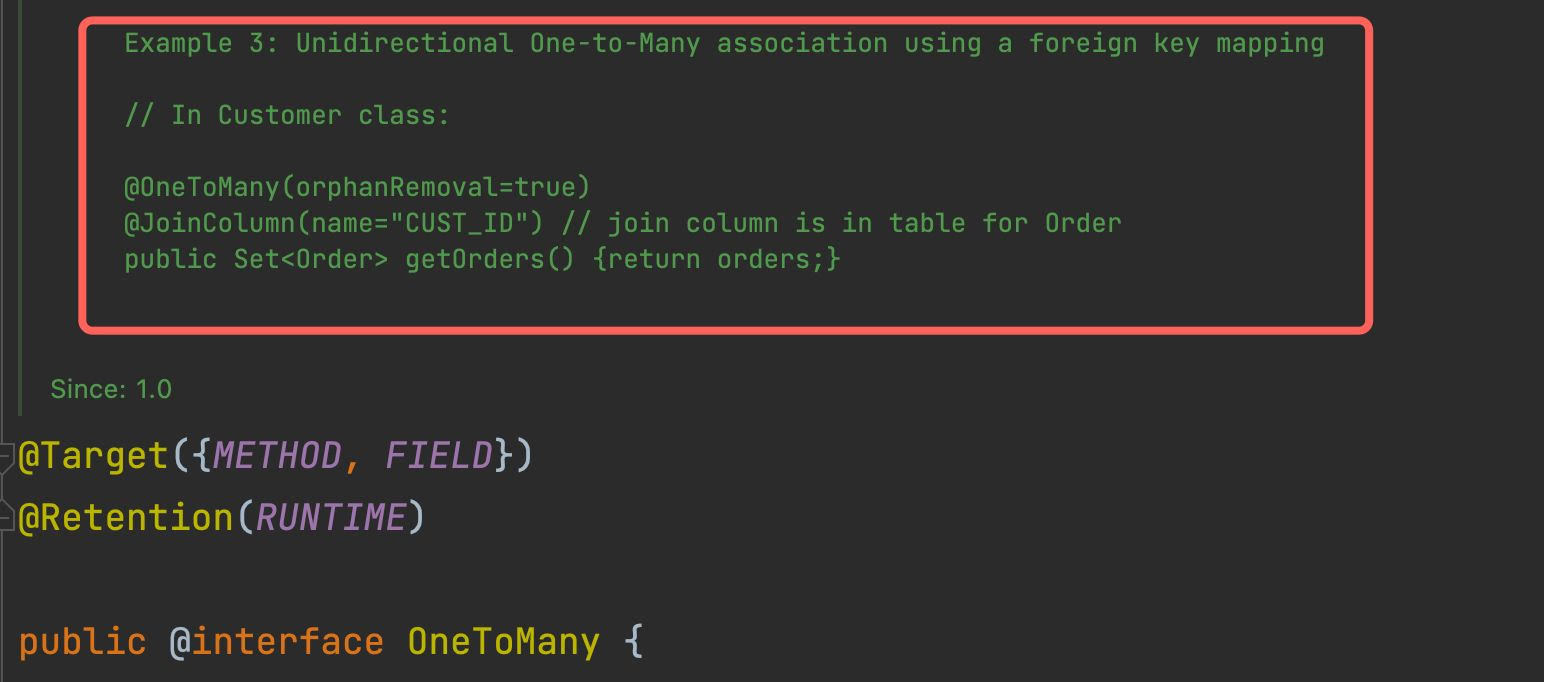 Example 3: Unidirectional One-to-Many association using a foreign key mapping
// In Customer class:
@OneToMany(orphanRemoval=true)
@JoinColumn(name="CUST_ID") // join column is in table for Order
public Set<Order> getOrders() {return orders;}
Since: 1.0
@Target({METHOD, FIELD})
@Retention(RUNTIME)
public @interface OneToMany {